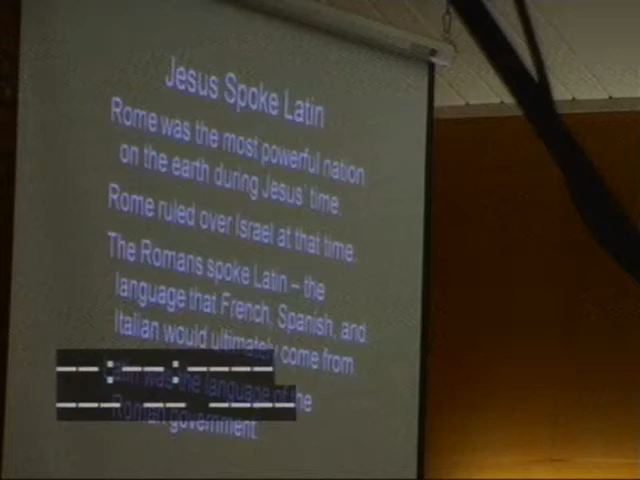 Jesus Spoke Latin
Rome was the most powerful nation
on the earth during Jesus' time.
Rome ruled over Israel at that time.
The Romans spoke Latin – the
language that French, Spanish, and
Italian would ultimately come from.
Latin was the language of the
Roman government.
--:--:----
--- -- ----